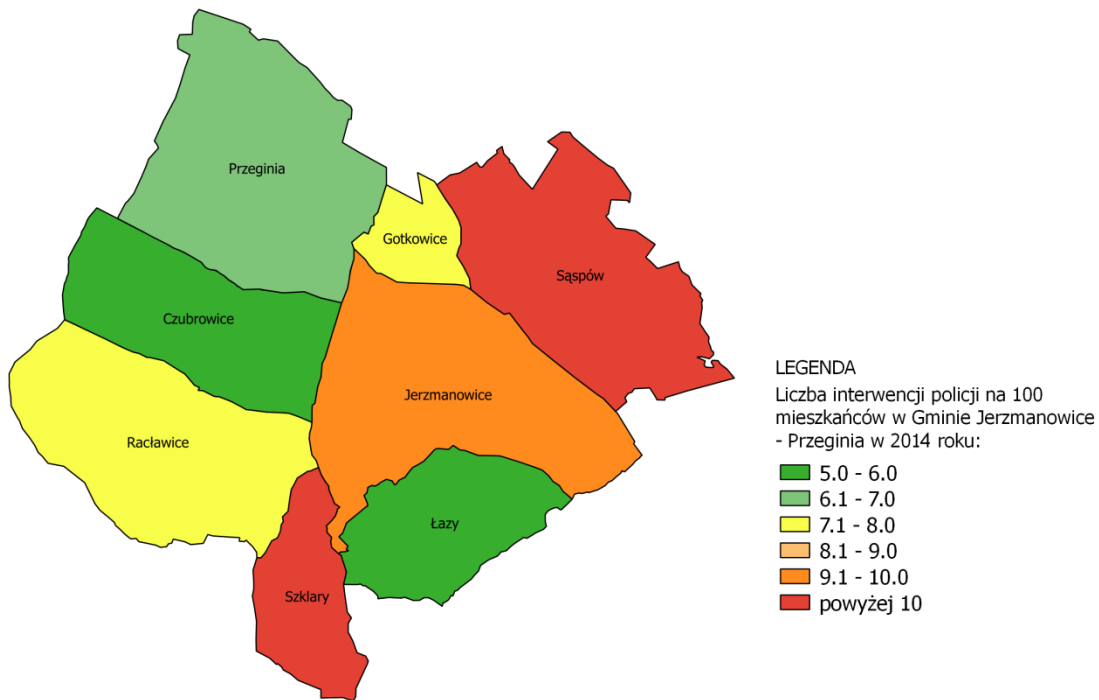 Przeginia
Gotkowice
Sąspów
Czubrowice
Jerzmanowice
Racławice
Łazy
Szklary
LEGENDA
Liczba interwencji policji na 100
mieszkańców w Gminie Jerzmanowice
- Przeginia w 2014 roku:
5.0 - 6.0
6.1 - 7.0
7.1 - 8.0
8.1 - 9.0
9.1 - 10.0
powyżej 10